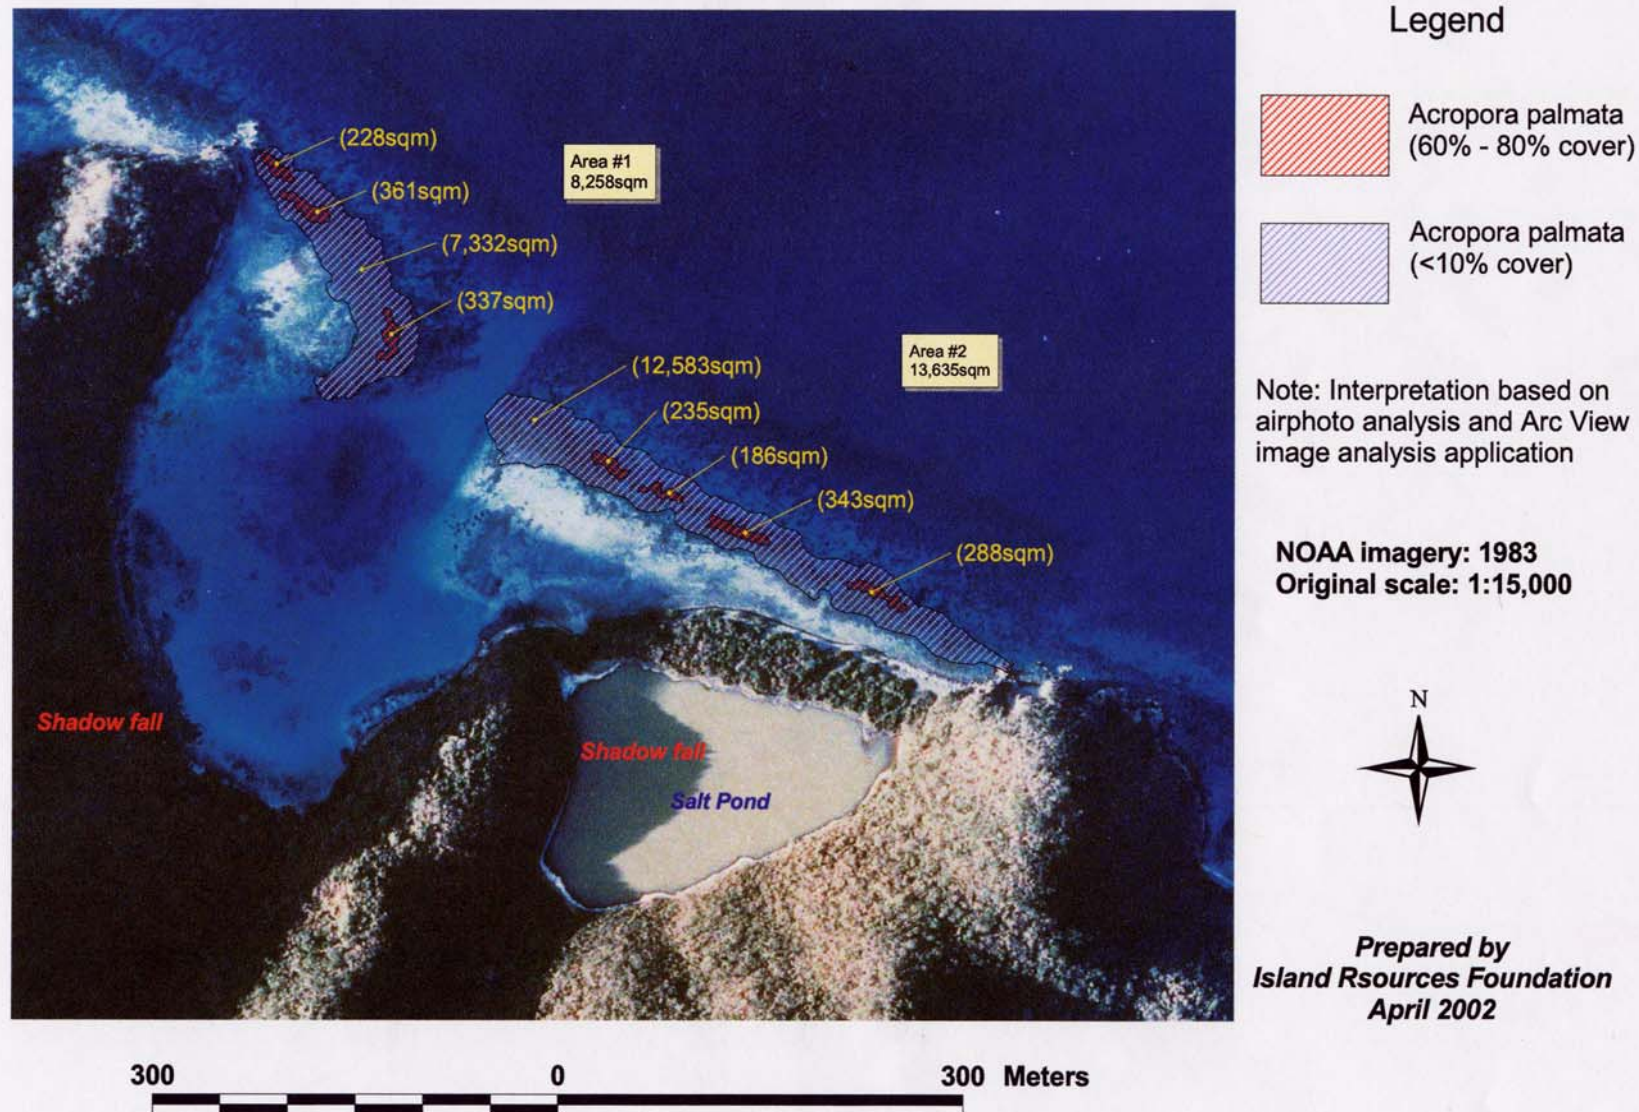 Legend
Acropora palmata
(60% - 80% cover)
Acropora palmata
(<10% cover)
Note: Interpretation based on
airphoto analysis and Arc View
image analysis application
NOAA imagery: 1983
Original scale: 1:15,000
N
Prepared by
Island Rsources Foundation
April 2002
(228sqm)
(361sqm)
(7,332sqm)
(337sqm)
Area #1
8,258sqm
Area #2
13,635sqm
(12,583sqm)
(235sqm)
(186sqm)
(343sqm)
(288sqm)
Shadow fall
Shadow fall
Salt Pond
300 0 300 Meters